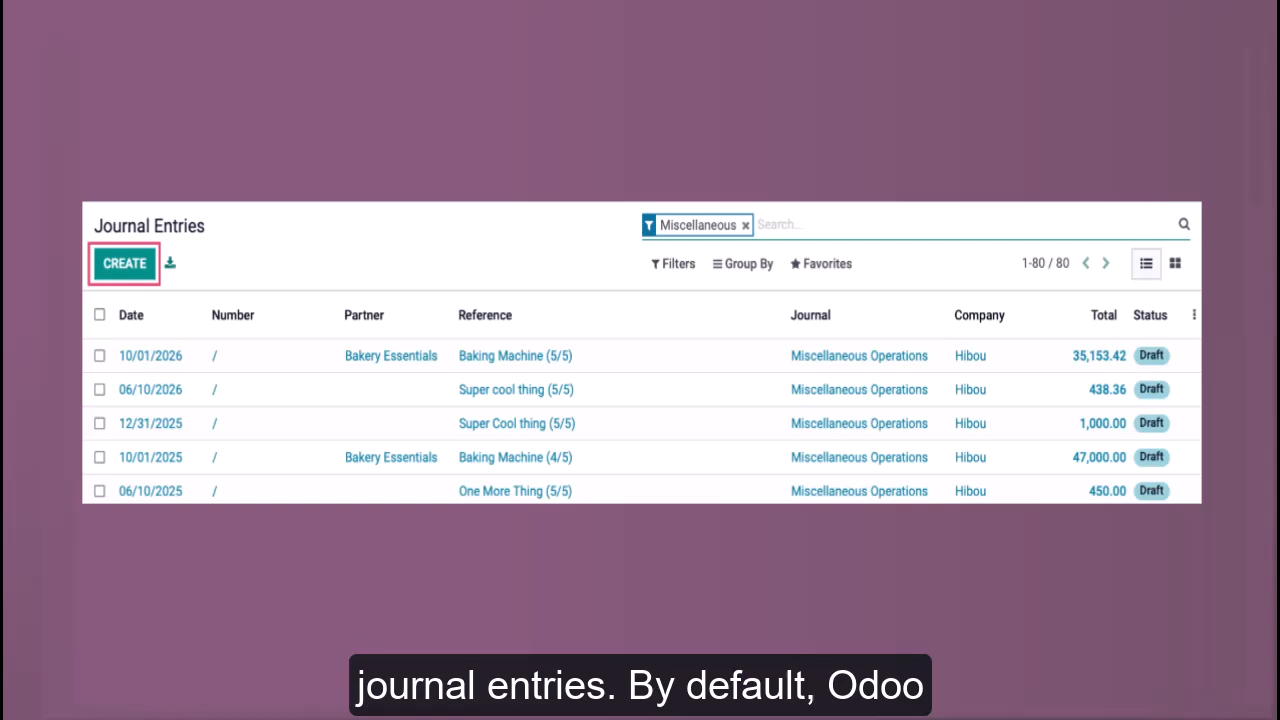 Journal Entries Miscellaneous × Search...
CREATE Filters Group By Favorites 1-80 / 80
Date Number Partner Reference Journal Company Total Status
10/01/2026 / Bakery Essentials Baking Machine (5/5) Miscellaneous Operations Hibou 35,153.42 Draft
06/10/2026 / Super cool thing (5/5) Miscellaneous Operations Hibou 438.36 Draft
12/31/2025 / Super Cool thing (5/5) Miscellaneous Operations Hibou 1,000.00 Draft
10/01/2025 / Bakery Essentials Baking Machine (4/5) Miscellaneous Operations Hibou 47,000.00 Draft
06/10/2025 / One More Thing (5/5) Miscellaneous Operations Hibou 450.00 Draft
journal entries. By default, Odoo